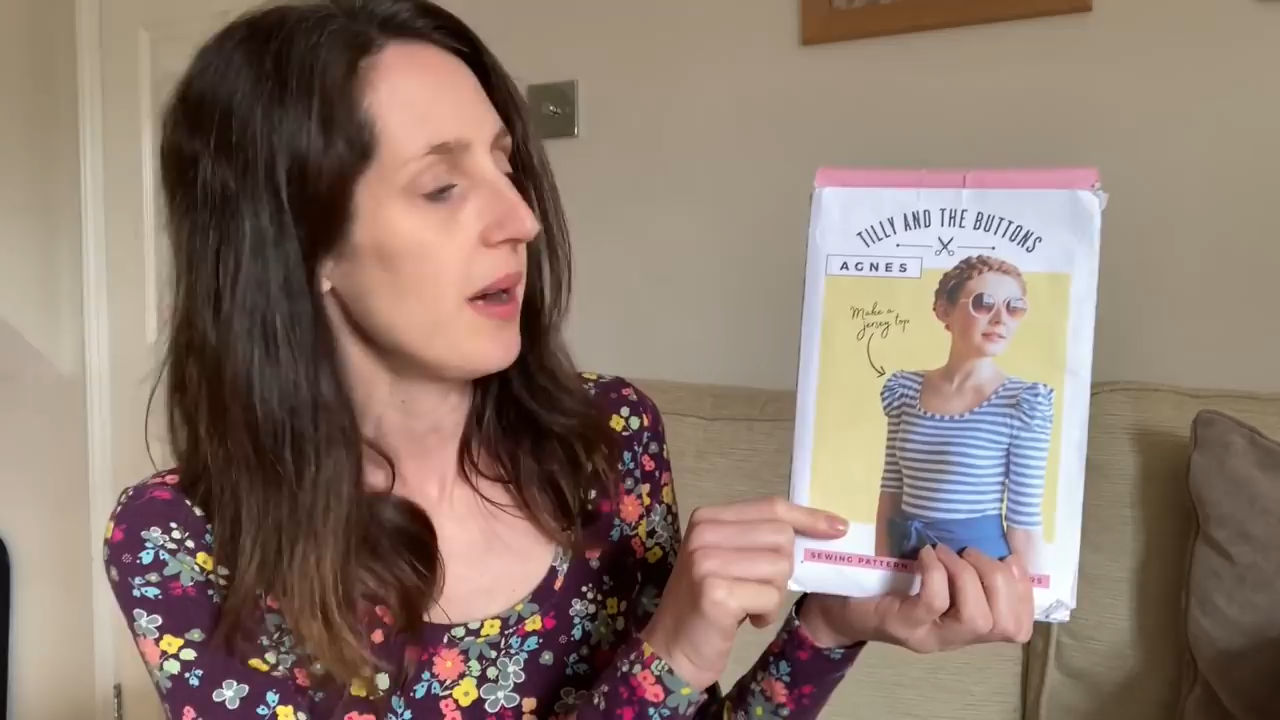 TILLY AND THE BUTTONS
AGNES
Make a
jersey top
SEWING PATTERN